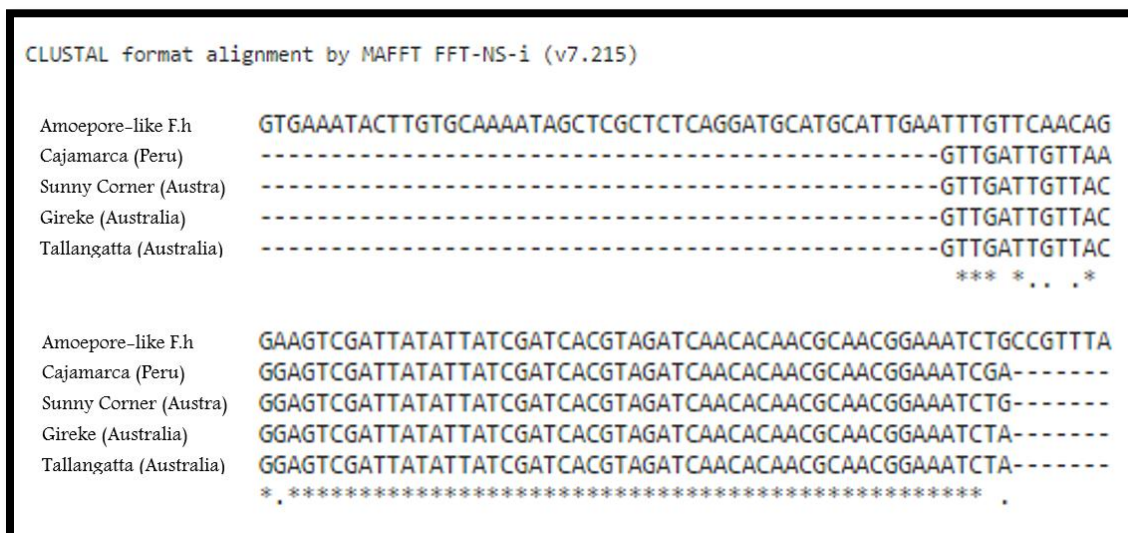 CLUSTAL format alignment by MAFFT FFT-NS-i (v7.215)
Amoepore-like F.h GTGAAATACTTGTGCAAAATAGCTCGCTCTCAGGATGCATGCATTGAATTTGTTCAACAG
Cajamarca (Peru) ------------------------------------------------GTTGATTGTTAA
Sunny Corner (Austra) ------------------------------------------------GTTGATTGTTAC
Gireke (Australia) ------------------------------------------------GTTGATTGTTAC
Tallangatta (Australia) ------------------------------------------------GTTGATTGTTAC
*** *.. .*
Amoepore-like F.h GAAGTCGATTATATTATCGATCACGTAGATCAACACAACGCAACGGAAATCTGCCGTTTA
Cajamarca (Peru) GGAGTCGATTATATTATCGATCACGTAGATCAACACAACGCAACGGAAATCGA-------
Sunny Corner (Austra) GGAGTCGATTATATTATCGATCACGTAGATCAACACAACGCAACGGAAATCTG-------
Gireke (Australia) GGAGTCGATTATATTATCGATCACGTAGATCAACACAACGCAACGGAAATCTA-------
Tallangatta (Australia) GGAGTCGATTATATTATCGATCACGTAGATCAACACAACGCAACGGAAATCTA-------
*.************************************************* .